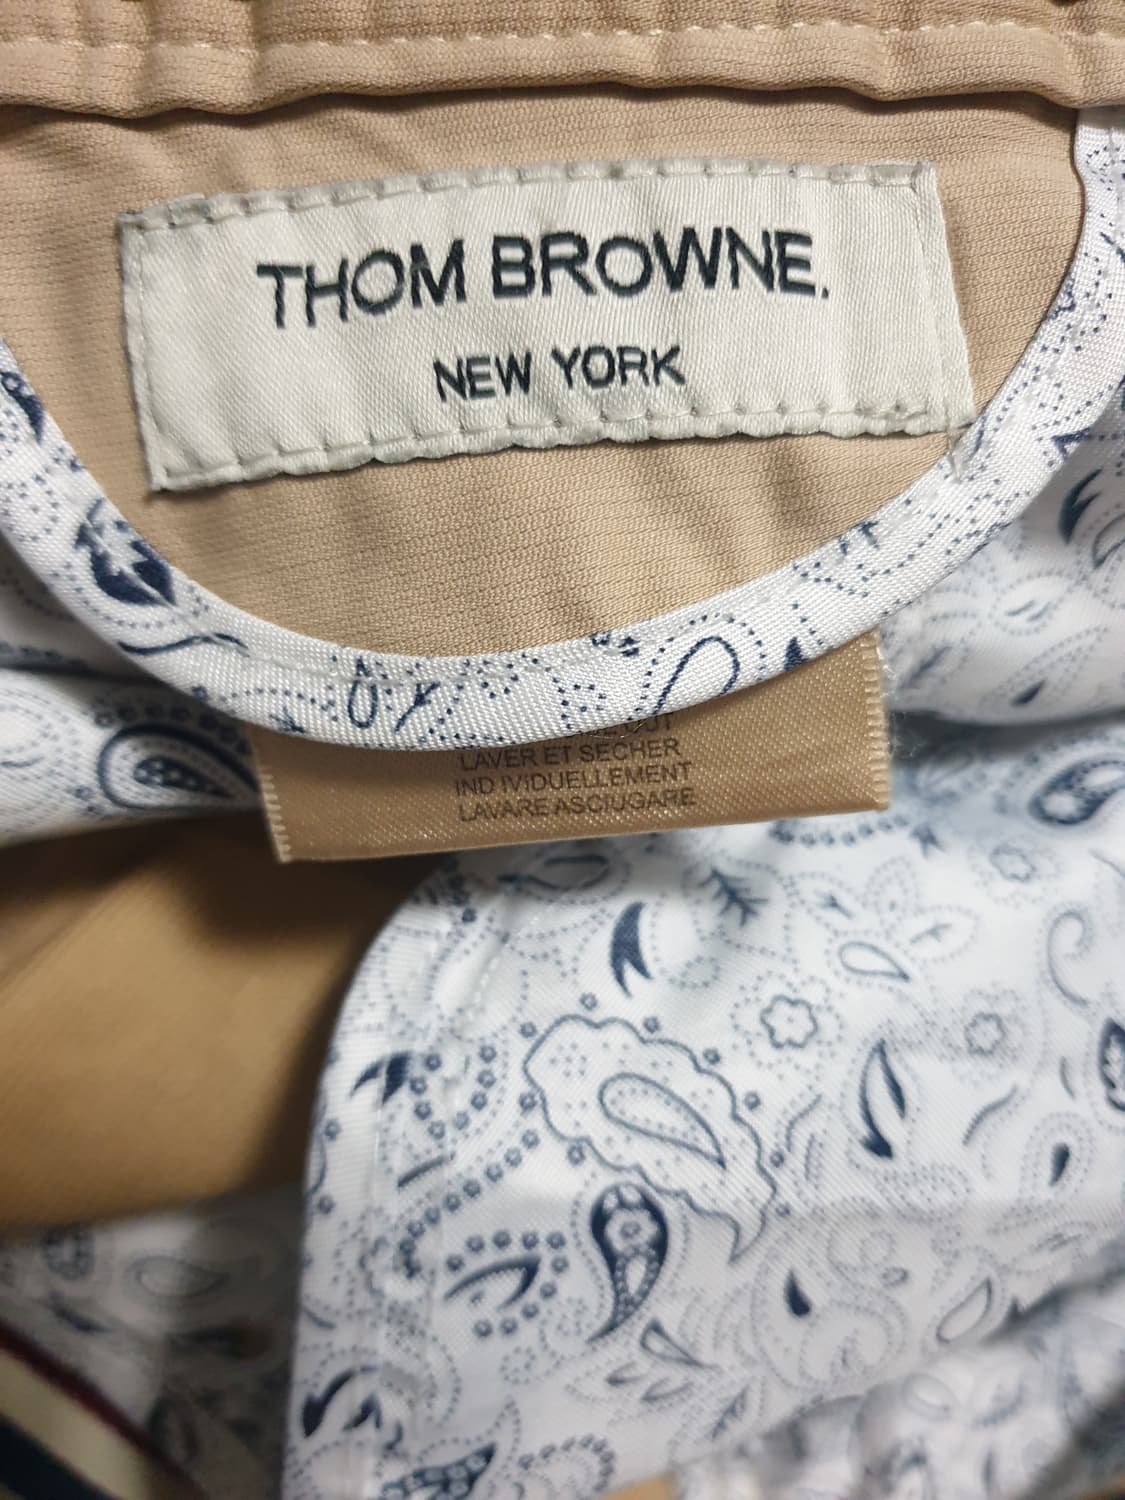 THOM BROWNE.
NEW YORK
LAVER ET SECHER
IND IVIDUELLEMENT
LAVARE ASCIUGARE